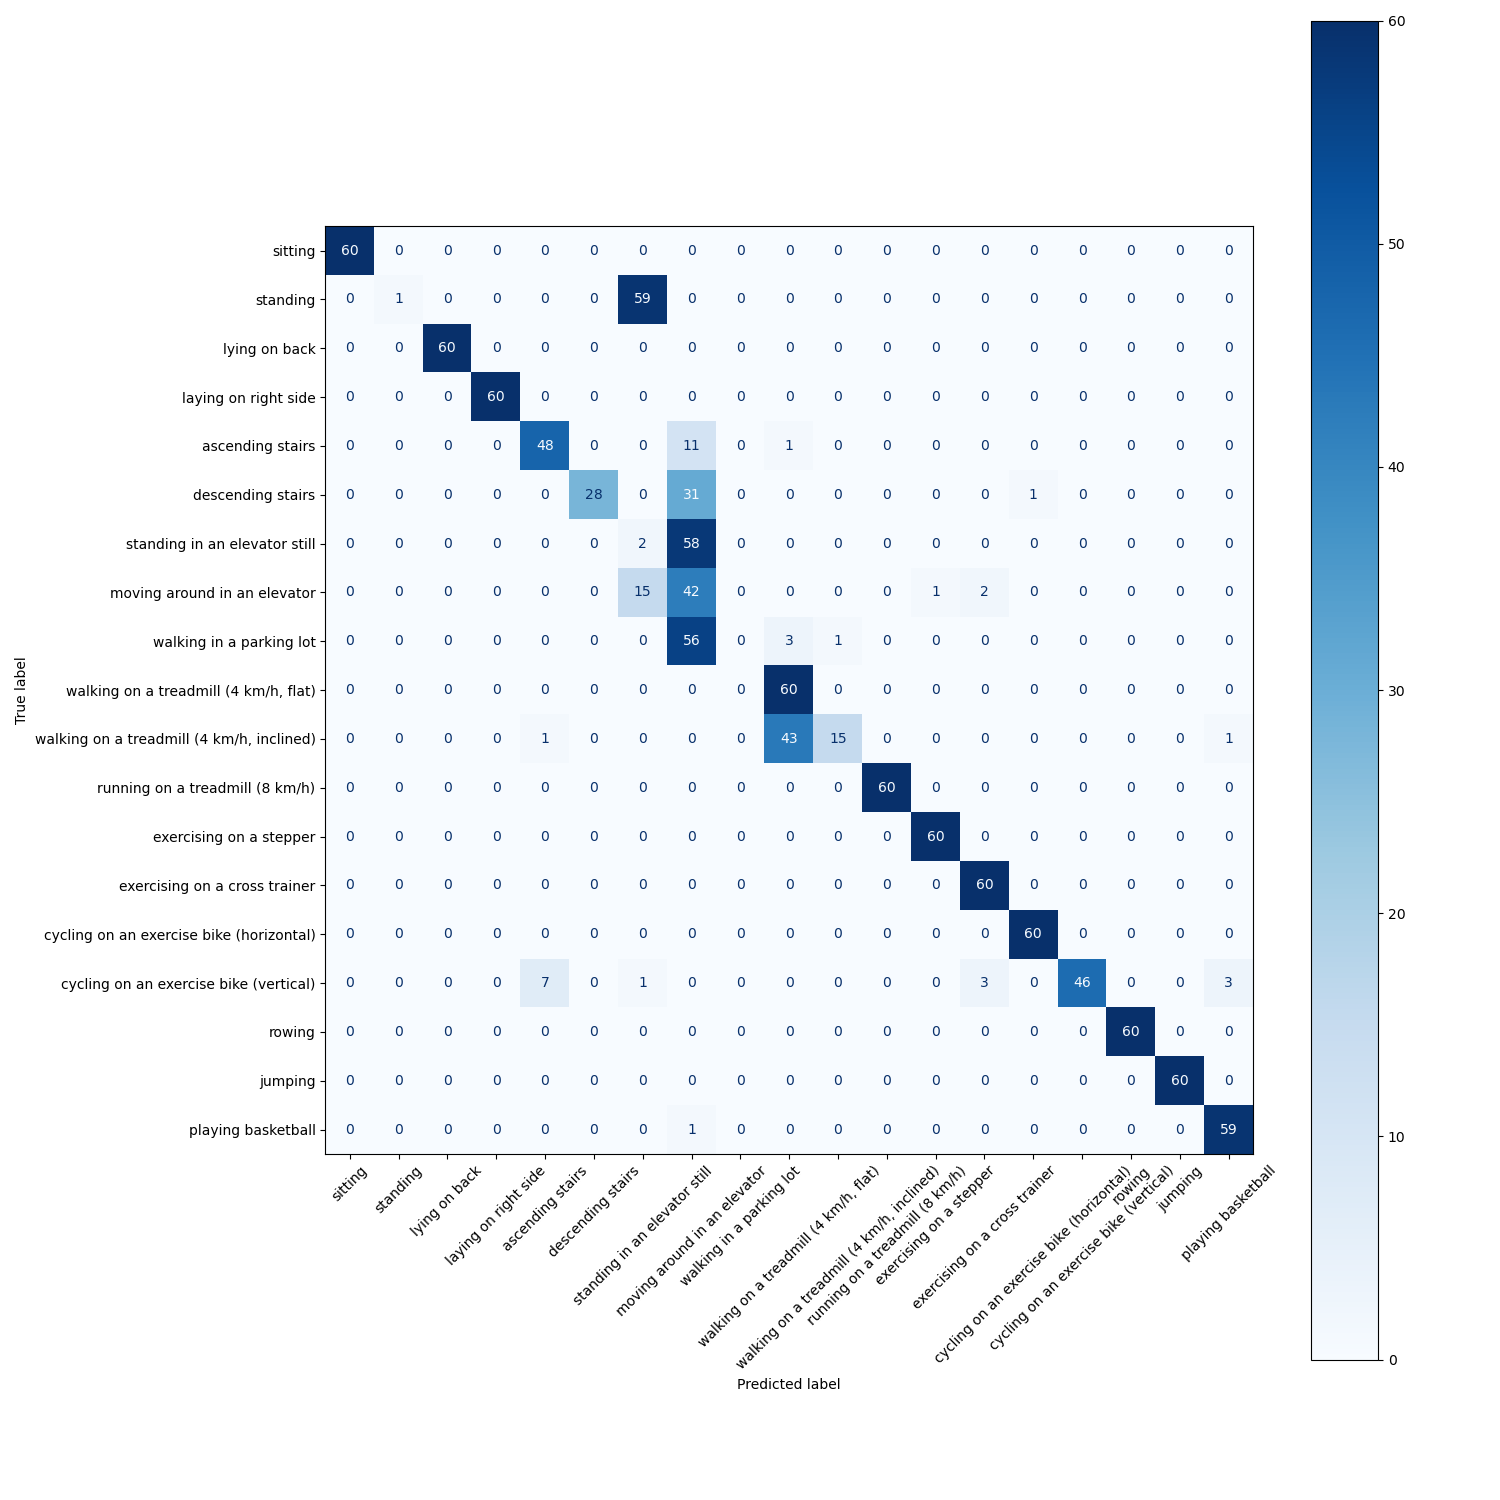 60
50
40
30
20
10
0
True label
sitting 60 0 0 0 0 0 0 0 0 0 0 0 0 0 0 0 0 0 0
standing 0 1 0 0 0 0 59 0 0 0 0 0 0 0 0 0 0 0 0
lying on back 0 0 60 0 0 0 0 0 0 0 0 0 0 0 0 0 0 0 0
laying on right side 0 0 0 60 0 0 0 0 0 0 0 0 0 0 0 0 0 0 0
ascending stairs 0 0 0 0 48 0 0 11 0 1 0 0 0 0 0 0 0 0 0
descending stairs 0 0 0 0 0 28 0 31 0 0 0 0 0 0 1 0 0 0 0
standing in an elevator still 0 0 0 0 0 0 2 58 0 0 0 0 0 0 0 0 0 0 0
moving around in an elevator 0 0 0 0 0 0 15 42 0 0 0 0 1 2 0 0 0 0 0
walking in a parking lot 0 0 0 0 0 0 0 56 0 3 1 0 0 0 0 0 0 0 0
walking on a treadmill (4 km/h, flat) 0 0 0 0 0 0 0 0 0 60 0 0 0 0 0 0 0 0 0
walking on a treadmill (4 km/h, inclined) 0 0 0 0 1 0 0 0 0 43 15 0 0 0 0 0 0 0 1
running on a treadmill (8 km/h) 0 0 0 0 0 0 0 0 0 0 0 60 0 0 0 0 0 0 0
exercising on a stepper 0 0 0 0 0 0 0 0 0 0 0 0 60 0 0 0 0 0 0
exercising on a cross trainer 0 0 0 0 0 0 0 0 0 0 0 0 0 60 0 0 0 0 0
cycling on an exercise bike (horizontal) 0 0 0 0 0 0 0 0 0 0 0 0 0 0 60 0 0 0 0
cycling on an exercise bike (vertical) 0 0 0 0 7 0 1 0 0 0 0 0 0 3 0 46 0 0 3
rowing 0 0 0 0 0 0 0 0 0 0 0 0 0 0 0 0 60 0 0
jumping 0 0 0 0 0 0 0 0 0 0 0 0 0 0 0 0 0 60 0
playing basketball 0 0 0 0 0 0 0 1 0 0 0 0 0 0 0 0 0 0 59
sitting
standing
lying on back
laying on right side
ascending stairs
descending stairs
standing in an elevator still
moving around in an elevator
walking in a parking lot
walking on a treadmill (4 km/h, flat)
walking on a treadmill (4 km/h, inclined)
running on a treadmill (8 km/h)
exercising on a stepper
exercising on a cross trainer
cycling on an exercise bike (horizontal)
cycling on an exercise bike (vertical)
rowing
jumping
playing basketball
Predicted label